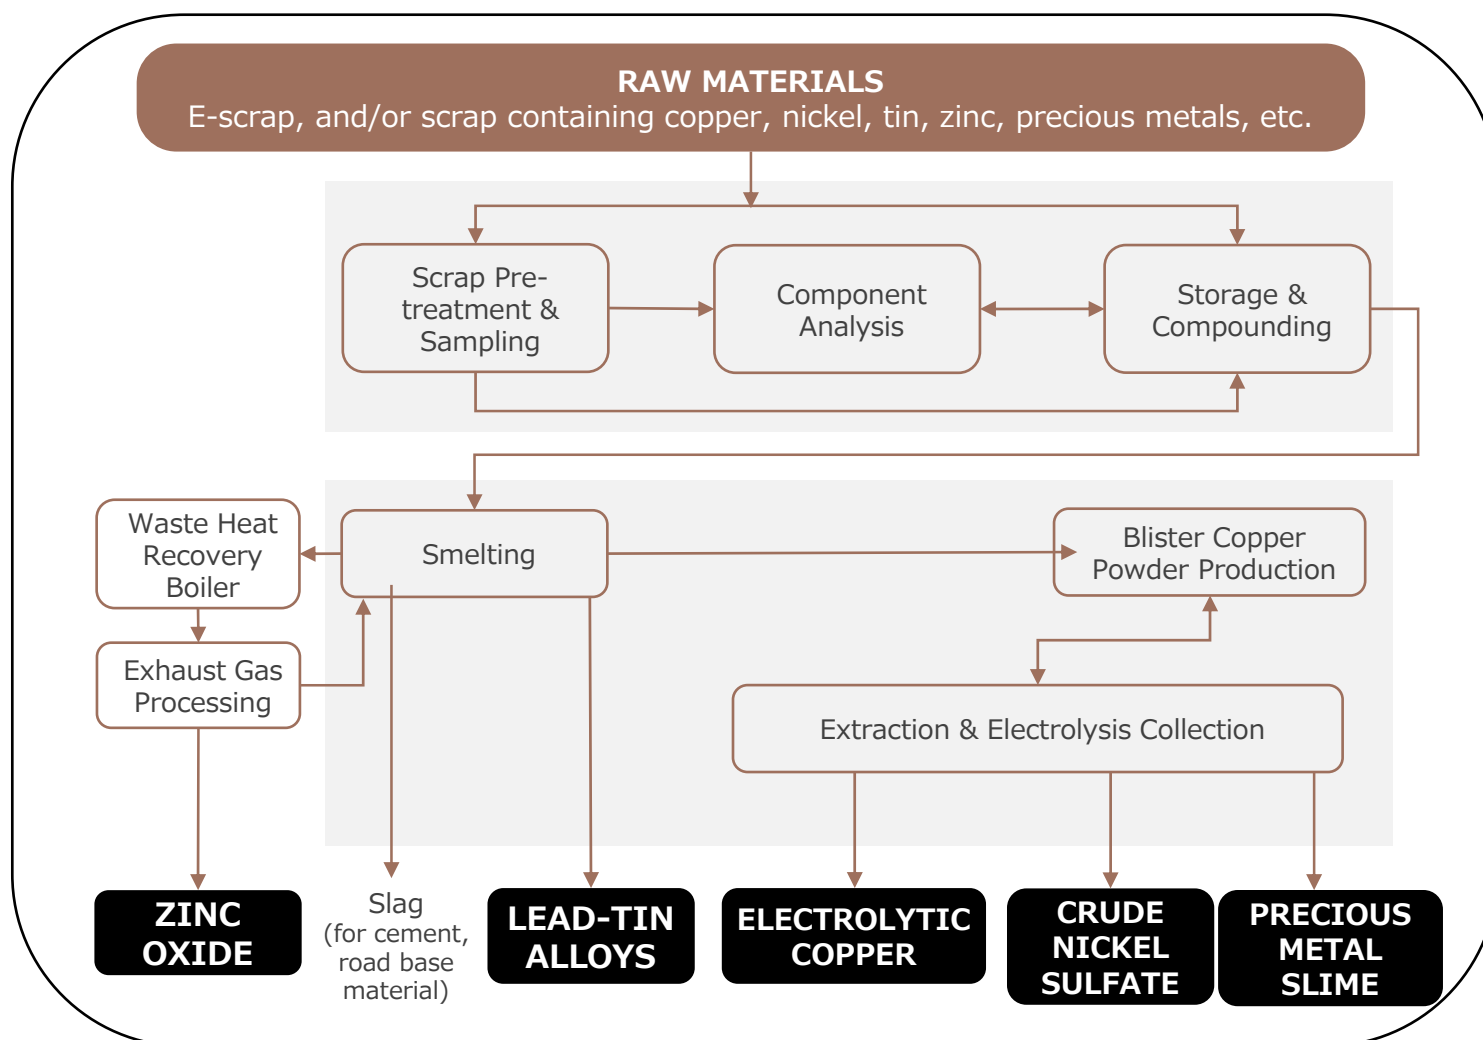 RAW MATERIALS
E-scrap, and/or scrap containing copper, nickel, tin, zinc, precious metals, etc.
Scrap Pre-
treatment &
Sampling
Component
Analysis
Storage &
Compounding
Waste Heat
Recovery
Boiler
Smelting
Blister Copper
Powder Production
Exhaust Gas
Processing
Extraction & Electrolysis Collection
ZINC
OXIDE
Slag
(for cement,
road base
material)
LEAD-TIN
ALLOYS
ELECTROLYTIC
COPPER
CRUDE
NICKEL
SULFATE
PRECIOUS
METAL
SLIME